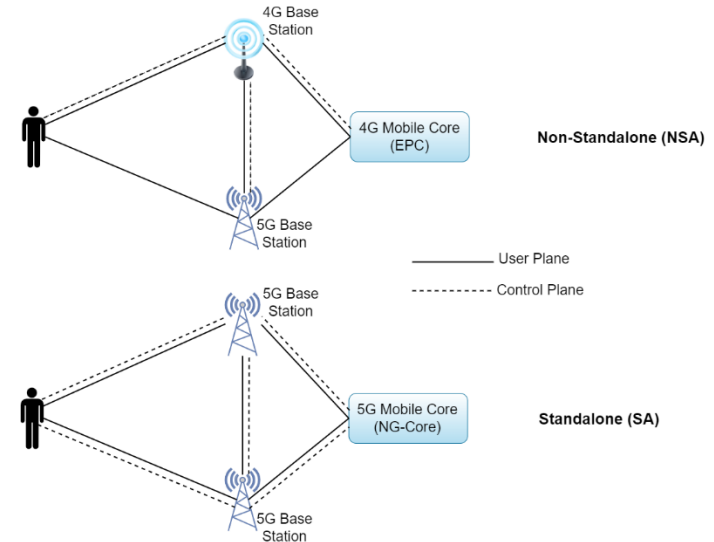 4G Base
Station
4G Mobile Core
(EPC)
Non-Standalone (NSA)
5G Base
Station
User Plane
Control Plane
5G Base
Station
5G Mobile Core
(NG-Core)
Standalone (SA)
5G Base
Station